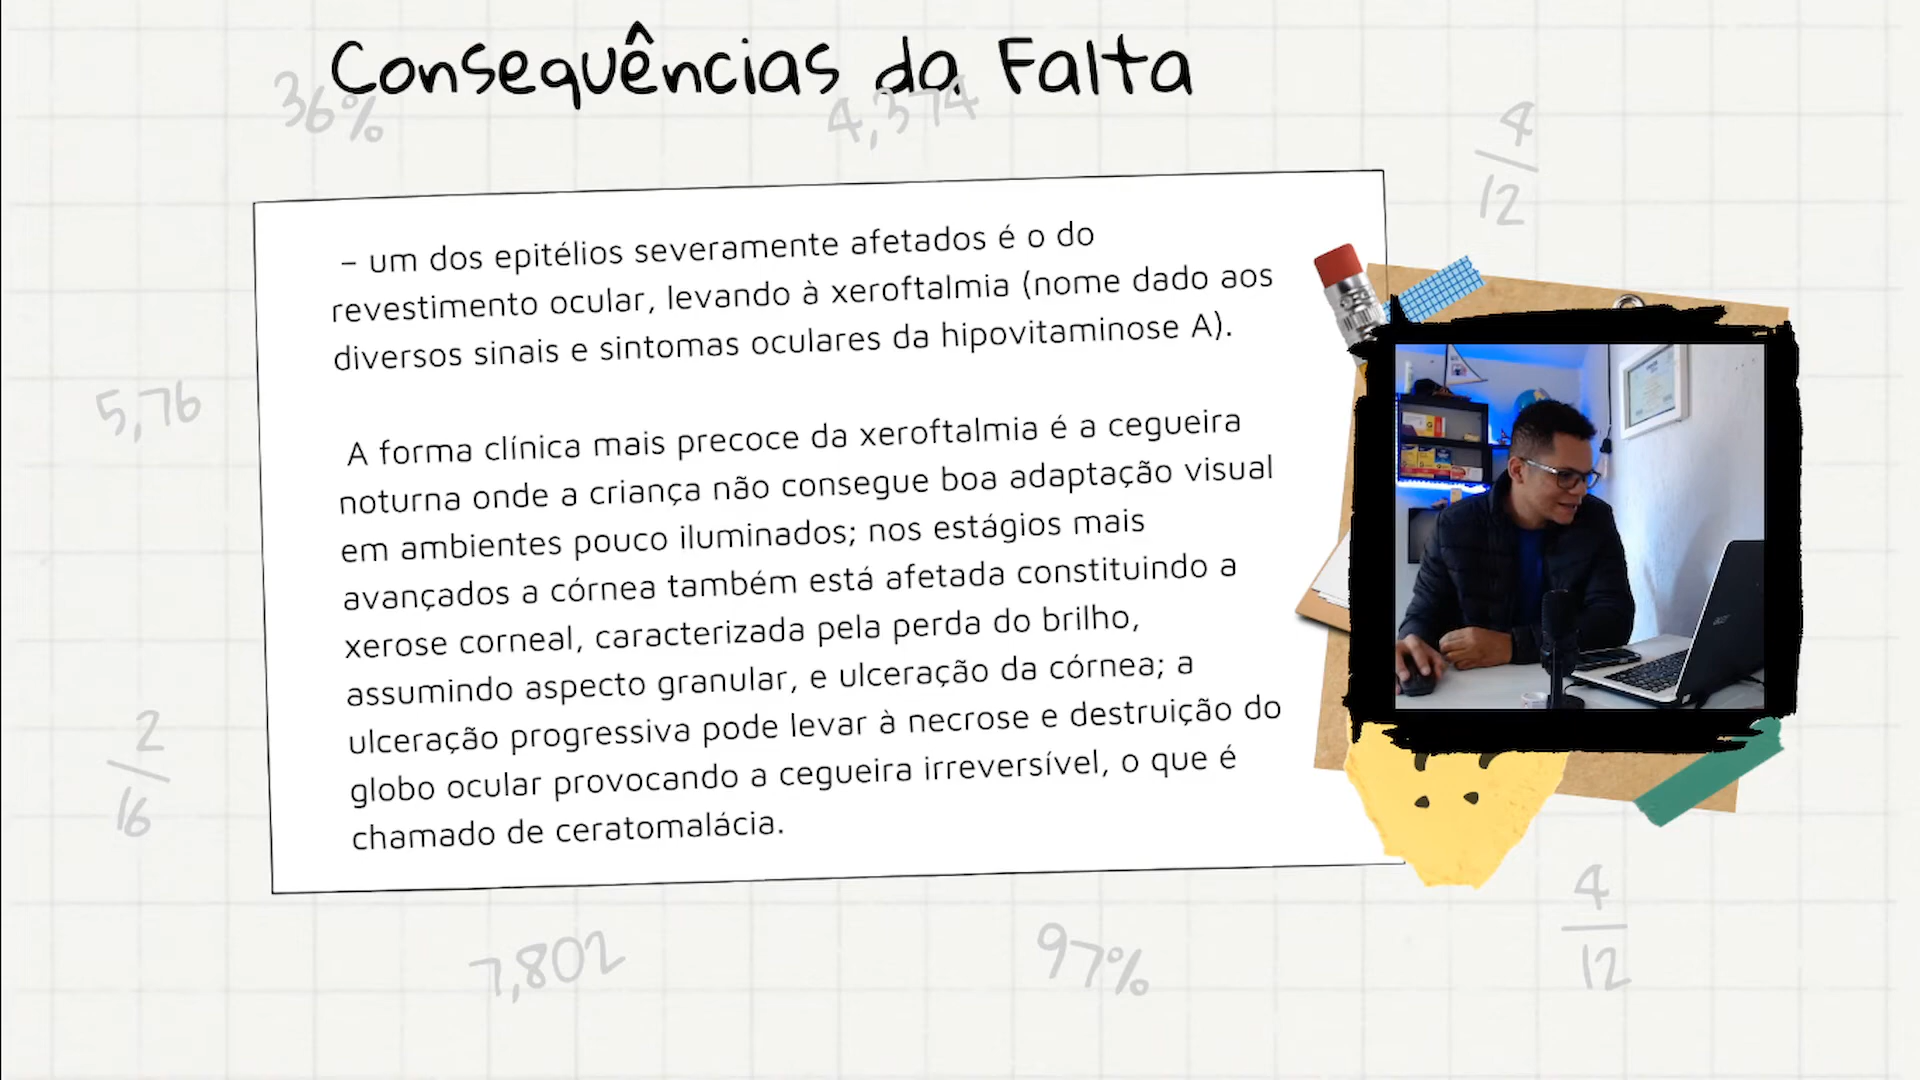 Consequências da Falta
36%
4,374
4
12
– um dos epitélios severamente afetados é o do
revestimento ocular, levando à xeroftalmia (nome dado aos
diversos sinais e sintomas oculares da hipovitaminose A).
5,76
A forma clínica mais precoce da xeroftalmia é a cegueira
noturna onde a criança não consegue boa adaptação visual
em ambientes pouco iluminados; nos estágios mais
avançados a córnea também está afetada constituindo a
xerose corneal, caracterizada pela perda do brilho,
assumindo aspecto granular, e ulceração da córnea; a
ulceração progressiva pode levar à necrose e destruição do
globo ocular provocando a cegueira irreversível, o que é
chamado de ceratomalácia.
acer
2
16
4
12
7,802
97%